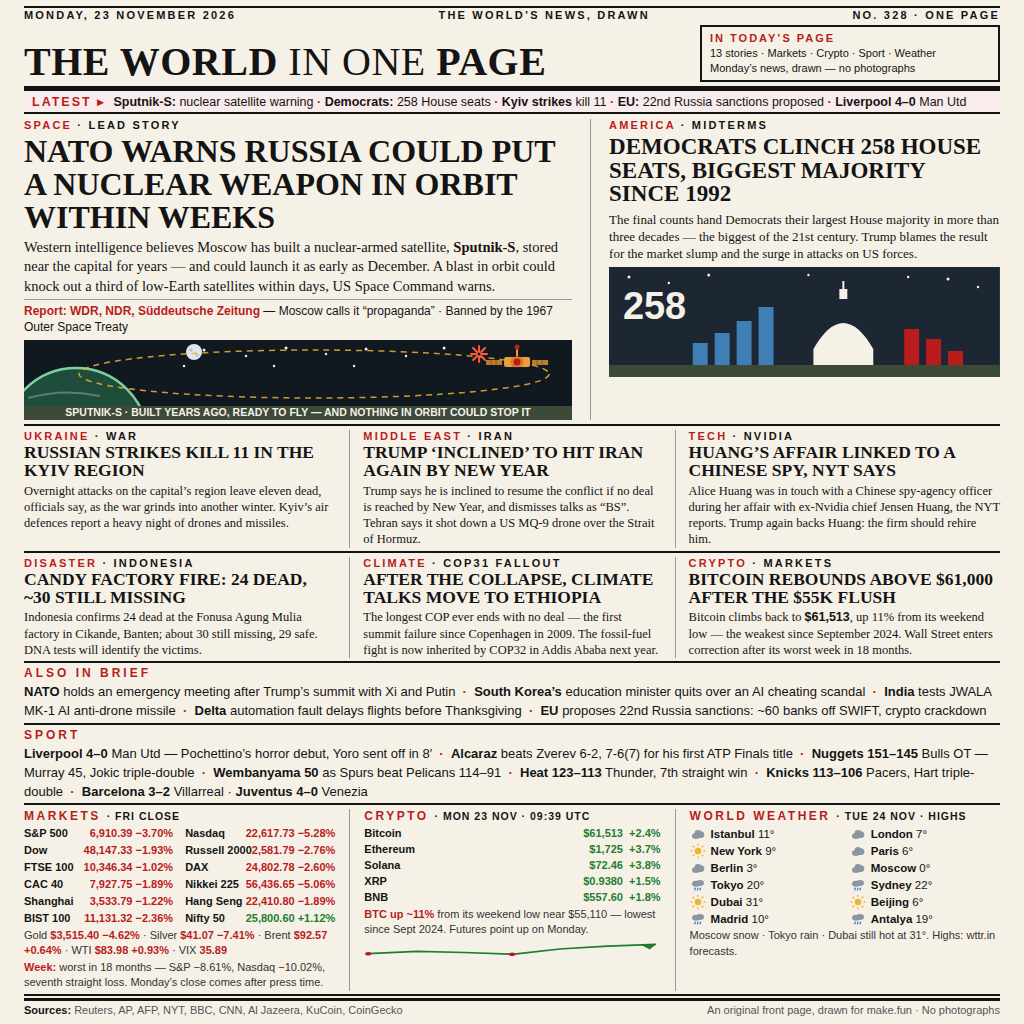 MONDAY, 23 NOVEMBER 2026
THE WORLD'S NEWS, DRAWN
NO. 328 · ONE PAGE
THE WORLD IN ONE PAGE
IN TODAY'S PAGE
13 stories · Markets · Crypto · Sport · Weather
Monday's news, drawn — no photographs
LATEST ▸ Sputnik-S: nuclear satellite warning · Democrats: 258 House seats · Kyiv strikes kill 11 · EU: 22nd Russia sanctions proposed · Liverpool 4–0 Man Utd
SPACE · LEAD STORY
NATO WARNS RUSSIA COULD PUT
A NUCLEAR WEAPON IN ORBIT
WITHIN WEEKS
Western intelligence believes Moscow has built a nuclear-armed satellite, Sputnik-S, stored
near the capital for years — and could launch it as early as December. A blast in orbit could
knock out a third of low-Earth satellites within days, US Space Command warns.
Report: WDR, NDR, Süddeutsche Zeitung — Moscow calls it "propaganda" · Banned by the 1967
Outer Space Treaty
SPUTNIK-S · BUILT YEARS AGO, READY TO FLY — AND NOTHING IN ORBIT COULD STOP IT
AMERICA · MIDTERMS
DEMOCRATS CLINCH 258 HOUSE
SEATS, BIGGEST MAJORITY
SINCE 1992
The final counts hand Democrats their largest House majority in more than
three decades — the biggest of the 21st century. Trump blames the result
for the market slump and the surge in attacks on US forces.
258
UKRAINE · WAR
RUSSIAN STRIKES KILL 11 IN THE
KYIV REGION
Overnight attacks on the capital's region leave eleven dead,
officials say, as the war grinds into another winter. Kyiv's air
defences report a heavy night of drones and missiles.
MIDDLE EAST · IRAN
TRUMP 'INCLINED' TO HIT IRAN
AGAIN BY NEW YEAR
Trump says he is inclined to resume the conflict if no deal
is reached by New Year, and dismisses talks as "BS".
Tehran says it shot down a US MQ-9 drone over the Strait
of Hormuz.
TECH · NVIDIA
HUANG'S AFFAIR LINKED TO A
CHINESE SPY, NYT SAYS
Alice Huang was in touch with a Chinese spy-agency officer
during her affair with ex-Nvidia chief Jensen Huang, the NYT
reports. Trump again backs Huang: the firm should rehire
him.
DISASTER · INDONESIA
CANDY FACTORY FIRE: 24 DEAD,
~30 STILL MISSING
Indonesia confirms 24 dead at the Fonusa Agung Mulia
factory in Cikande, Banten; about 30 still missing, 29 safe.
DNA tests will identify the victims.
CLIMATE · COP31 FALLOUT
AFTER THE COLLAPSE, CLIMATE
TALKS MOVE TO ETHIOPIA
The longest COP ever ends with no deal — the first
summit failure since Copenhagen in 2009. The fossil-fuel
fight is now inherited by COP32 in Addis Ababa next year.
CRYPTO · MARKETS
BITCOIN REBOUNDS ABOVE $61,000
AFTER THE $55K FLUSH
Bitcoin climbs back to $61,513, up 11% from its weekend
low — the weakest since September 2024. Wall Street enters
correction after its worst week in 18 months.
ALSO IN BRIEF
NATO holds an emergency meeting after Trump's summit with Xi and Putin · South Korea's education minister quits over an AI cheating scandal · India tests JWALA
MK-1 AI anti-drone missile · Delta automation fault delays flights before Thanksgiving · EU proposes 22nd Russia sanctions: ~60 banks off SWIFT, crypto crackdown
SPORT
Liverpool 4–0 Man Utd — Pochettino's horror debut, Yoro sent off in 8' · Alcaraz beats Zverev 6-2, 7-6(7) for his first ATP Finals title · Nuggets 151–145 Bulls OT —
Murray 45, Jokic triple-double · Wembanyama 50 as Spurs beat Pelicans 114–91 · Heat 123–113 Thunder, 7th straight win · Knicks 113–106 Pacers, Hart triple-
double · Barcelona 3–2 Villarreal · Juventus 4–0 Venezia
MARKETS · FRI CLOSE
S&P 500 6,910.39 −3.70% Nasdaq 22,617.73 −5.28%
Dow 48,147.33 −1.93% Russell 2000 2,581.79 −2.76%
FTSE 100 10,346.34 −1.02% DAX 24,802.78 −2.60%
CAC 40 7,927.75 −1.89% Nikkei 225 56,436.65 −5.06%
Shanghai 3,533.79 −1.22% Hang Seng 22,410.80 −1.89%
BIST 100 11,131.32 −2.36% Nifty 50 25,800.60 +1.12%
Gold $3,515.40 −4.62% · Silver $41.07 −7.41% · Brent $92.57
+0.64% · WTI $83.98 +0.93% · VIX 35.89
Week: worst in 18 months — S&P −8.61%, Nasdaq −10.02%,
seventh straight loss. Monday's close comes after press time.
CRYPTO · MON 23 NOV · 09:39 UTC
Bitcoin $61,513 +2.4%
Ethereum $1,725 +3.7%
Solana $72.46 +3.8%
XRP $0.9380 +1.5%
BNB $557.60 +1.8%
BTC up ~11% from its weekend low near $55,110 — lowest
since Sept 2024. Futures point up on Monday.
WORLD WEATHER · TUE 24 NOV · HIGHS
Istanbul 11° London 7°
New York 9° Paris 6°
Berlin 3° Moscow 0°
Tokyo 20° Sydney 22°
Dubai 31° Beijing 6°
Madrid 10° Antalya 19°
Moscow snow · Tokyo rain · Dubai still hot at 31°. Highs: wttr.in
forecasts.
Sources: Reuters, AP, AFP, NYT, BBC, CNN, Al Jazeera, KuCoin, CoinGecko
An original front page, drawn for make.fun · No photographs